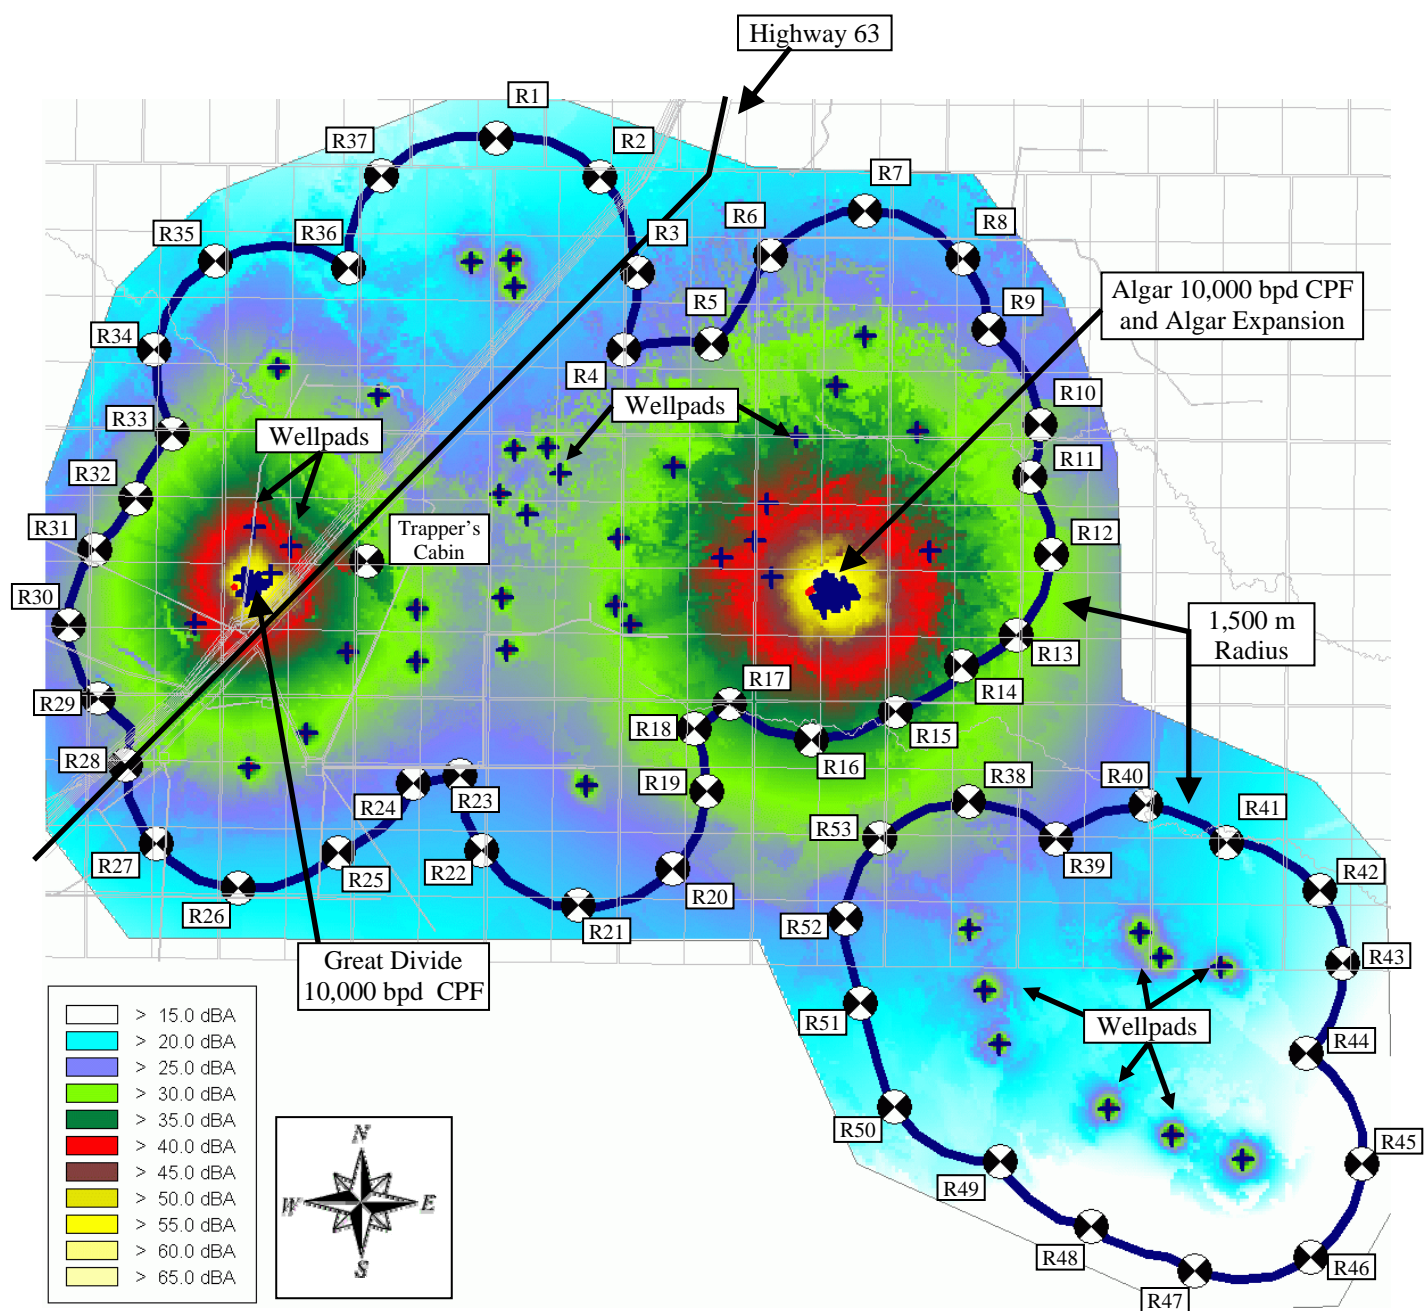 Highway 63
R1
R2
R37
R7
R3
R6
R8
R35
R36
R5
R9
Algar 10,000 bpd CPF
and Algar Expansion
R34
R4
R10
Wellpads
R33
Wellpads
R11
R32
Trapper's
Cabin
R31
R12
R30
1,500 m
Radius
R13
R17
R14
R29
R18
R15
R28
R16
R19
R38
R40
R24
R23
R53
R41
R39
R27
R22
R25
R42
R20
R26
R21
R52
R43
Great Divide
10,000 bpd CPF
R51
Wellpads
R44
R50
R45
R49
R48
R46
R47
> 15.0 dBA
> 20.0 dBA
> 25.0 dBA
> 30.0 dBA
> 35.0 dBA
> 40.0 dBA
> 45.0 dBA
> 50.0 dBA
> 55.0 dBA
> 60.0 dBA
> 65.0 dBA
N
W
E
S